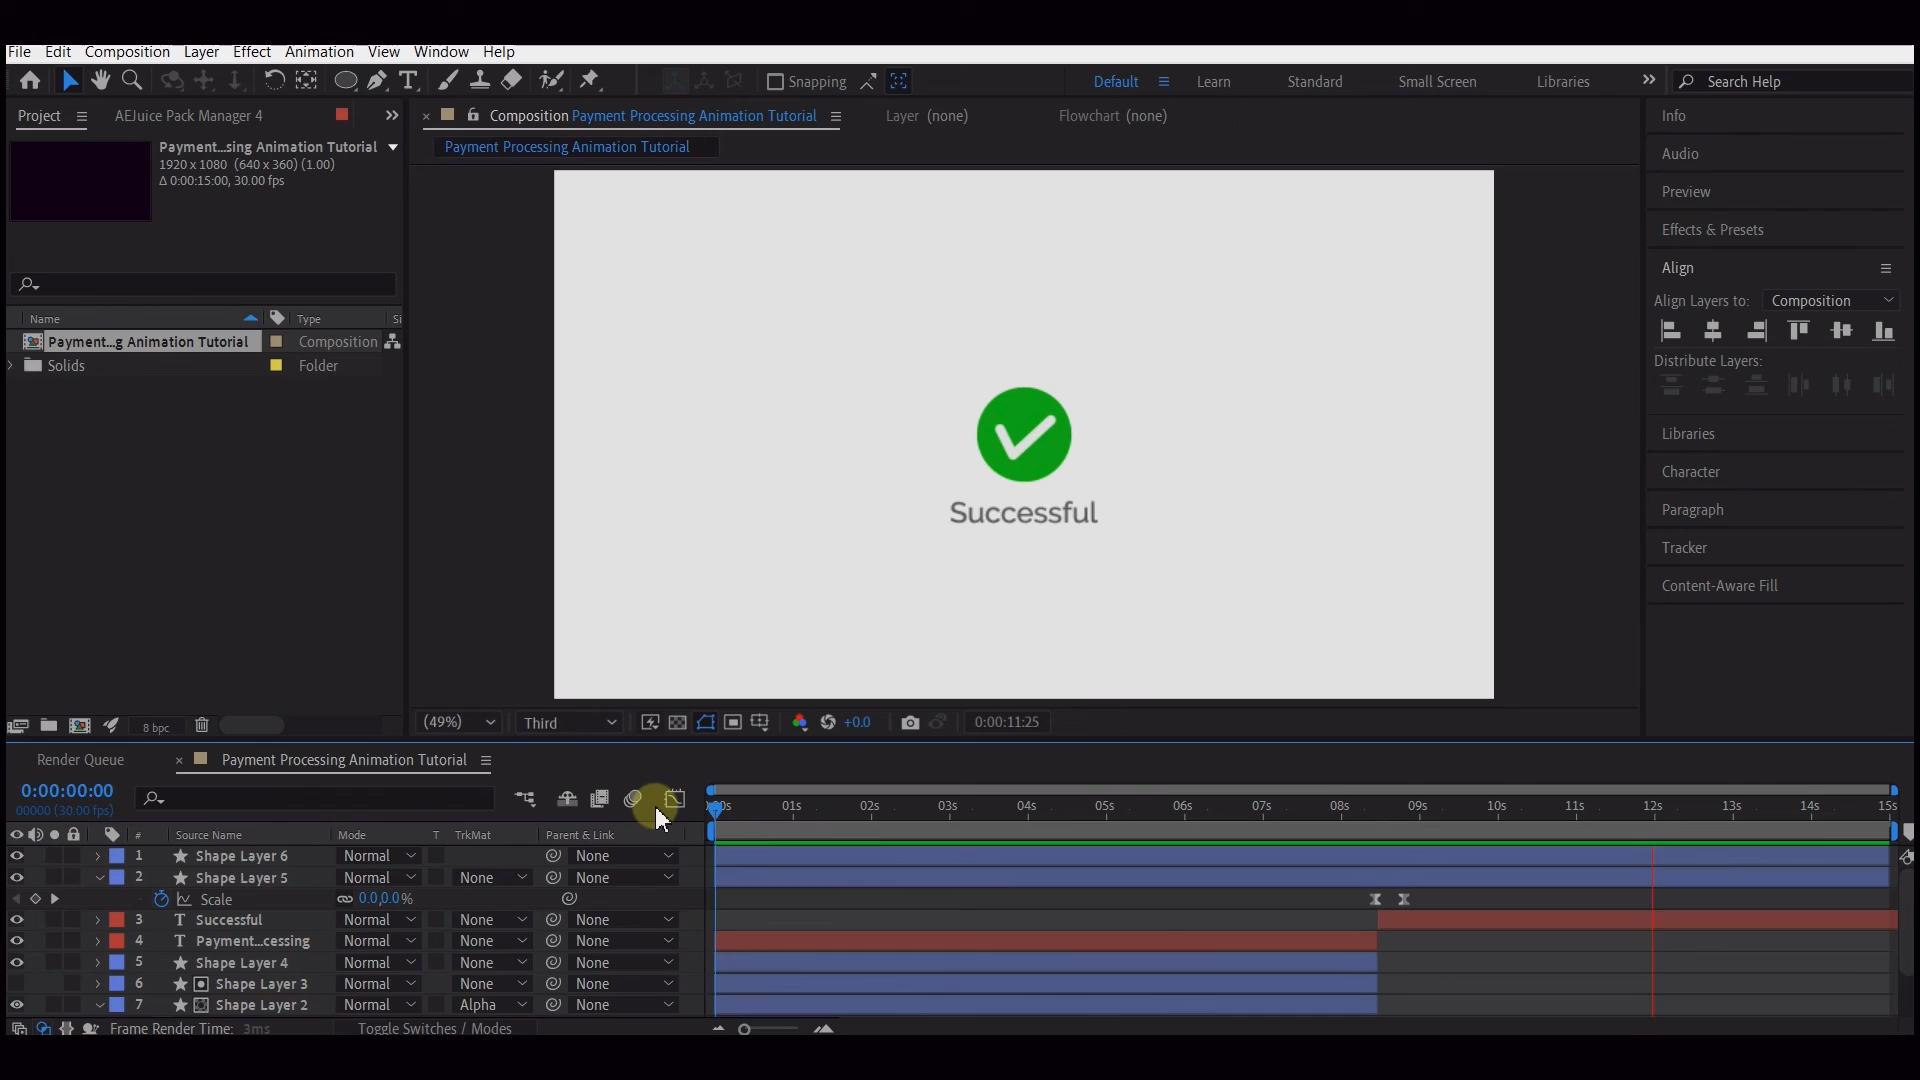 File Edit Composition Layer Effect Animation View Window Help
Snapping Default Learn Standard Small Screen Libraries Search Help
Project AEJuice Pack Manager 4 Composition Payment Processing Animation Tutorial Layer (none) Flowchart (none) Info
Payment...sing Animation Tutorial Payment Processing Animation Tutorial
1920 x 1080 (640 x 360) (1.00)
Δ 0:00:15:00, 30.00 fps
Audio
Preview
Effects & Presets
Align
Align Layers to: Composition
Distribute Layers:
Name Type Si
Payment...g Animation Tutorial Composition
Solids Folder
Successful
Libraries
Character
Paragraph
Tracker
Content-Aware Fill
8 bpc (49%) Third +0.0 0:00:11:25
Render Queue Payment Processing Animation Tutorial
0:00:00:00
00000 (30.00 fps)
01s 02s 03s 04s 05s 06s 07s 08s 09s 10s 11s 12s 13s 14s 15s
# Source Name Mode T TrkMat Parent & Link
1 Shape Layer 6 Normal None
2 Shape Layer 5 Normal None None
Scale 0.0,0.0%
3 T Successful Normal None None
4 T Payment...cessing Normal None None
5 Shape Layer 4 Normal None None
6 Shape Layer 3 Normal None None
7 Shape Layer 2 Normal Alpha None
Frame Render Time: 3ms Toggle Switches / Modes